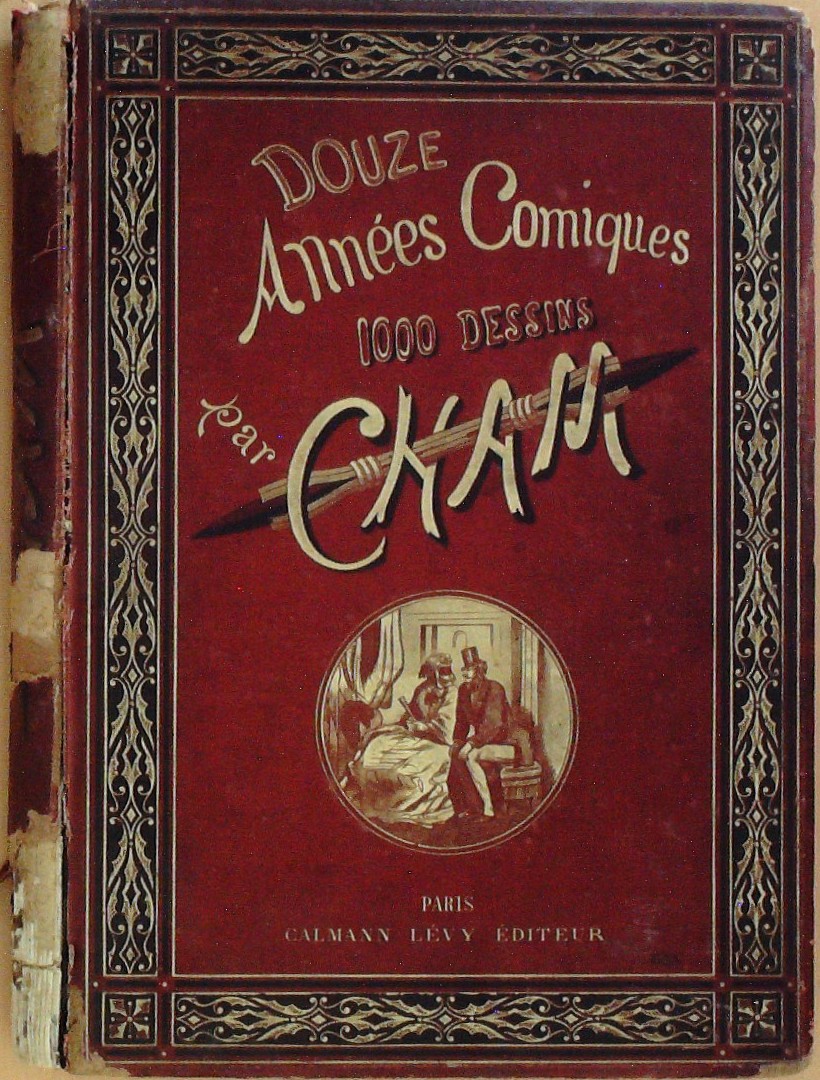 DOUZE
Années Comiques
1000 DESSINS
Par
CHAM
PARIS
CALMANN LÉVY ÉDITEUR